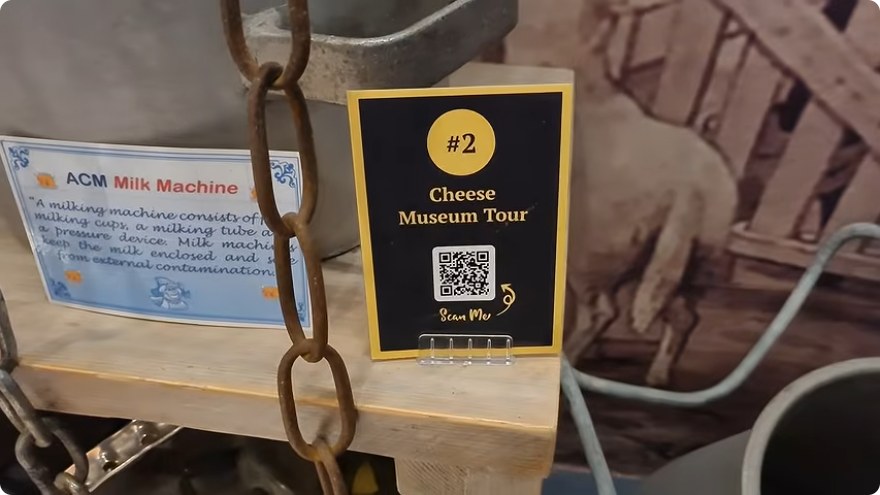 ACM Milk Machine
"A milking machine consists of
milking cups, a milking tube a
a pressure device. Milk machi
keep the milk enclosed and s
from external contamination.
#2
Cheese
Museum Tour
Scan Me